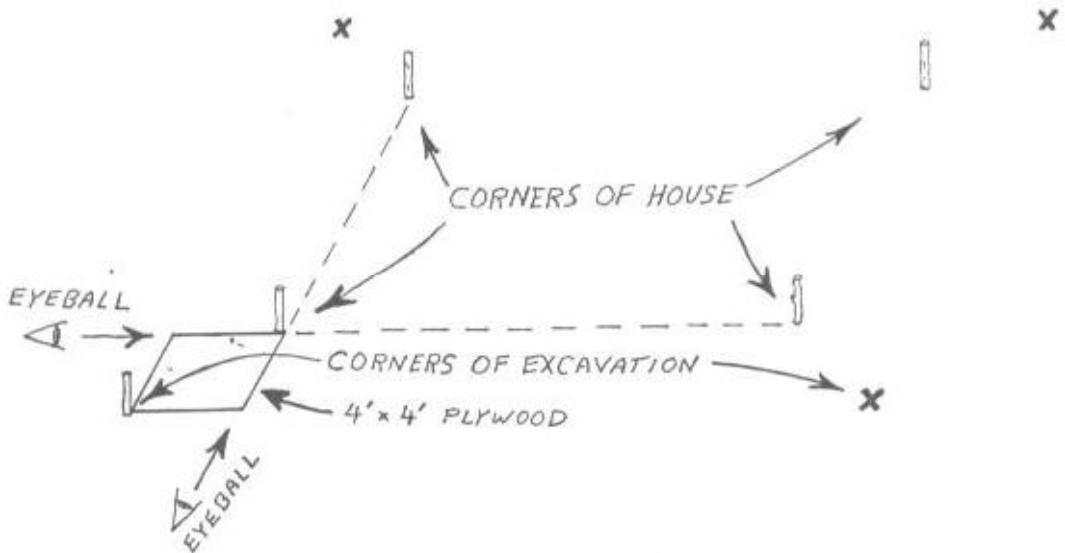 X
X
CORNERS OF HOUSE
EYEBALL
CORNERS OF EXCAVATION
X
4' x 4' PLYWOOD
EYEBALL